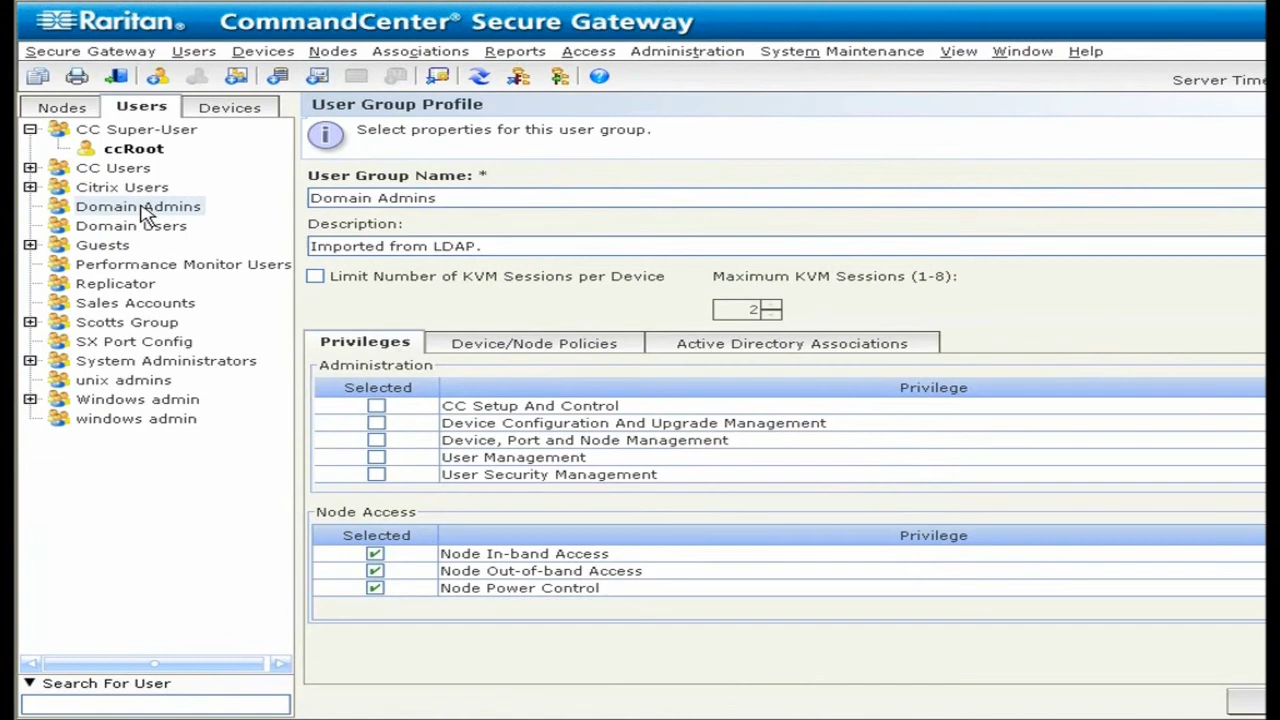 Raritan. CommandCenter® Secure Gateway
Secure Gateway Users Devices Nodes Associations Reports Access Administration System Maintenance View Window Help
Server Time
Nodes Users Devices
CC Super-User
ccRoot
CC Users
Citrix Users
Domain Admins
Domain Users
Guests
Performance Monitor Users
Replicator
Sales Accounts
Scotts Group
SX Port Config
System Administrators
unix admins
Windows admin
windows admin
Search For User
User Group Profile
Select properties for this user group.
User Group Name: *
Domain Admins
Description:
Imported from LDAP.
Limit Number of KVM Sessions per Device Maximum KVM Sessions (1-8):
2
Privileges Device/Node Policies Active Directory Associations
Administration
Selected Privilege
CC Setup And Control
Device Configuration And Upgrade Management
Device, Port and Node Management
User Management
User Security Management
Node Access
Selected Privilege
Node In-band Access
Node Out-of-band Access
Node Power Control